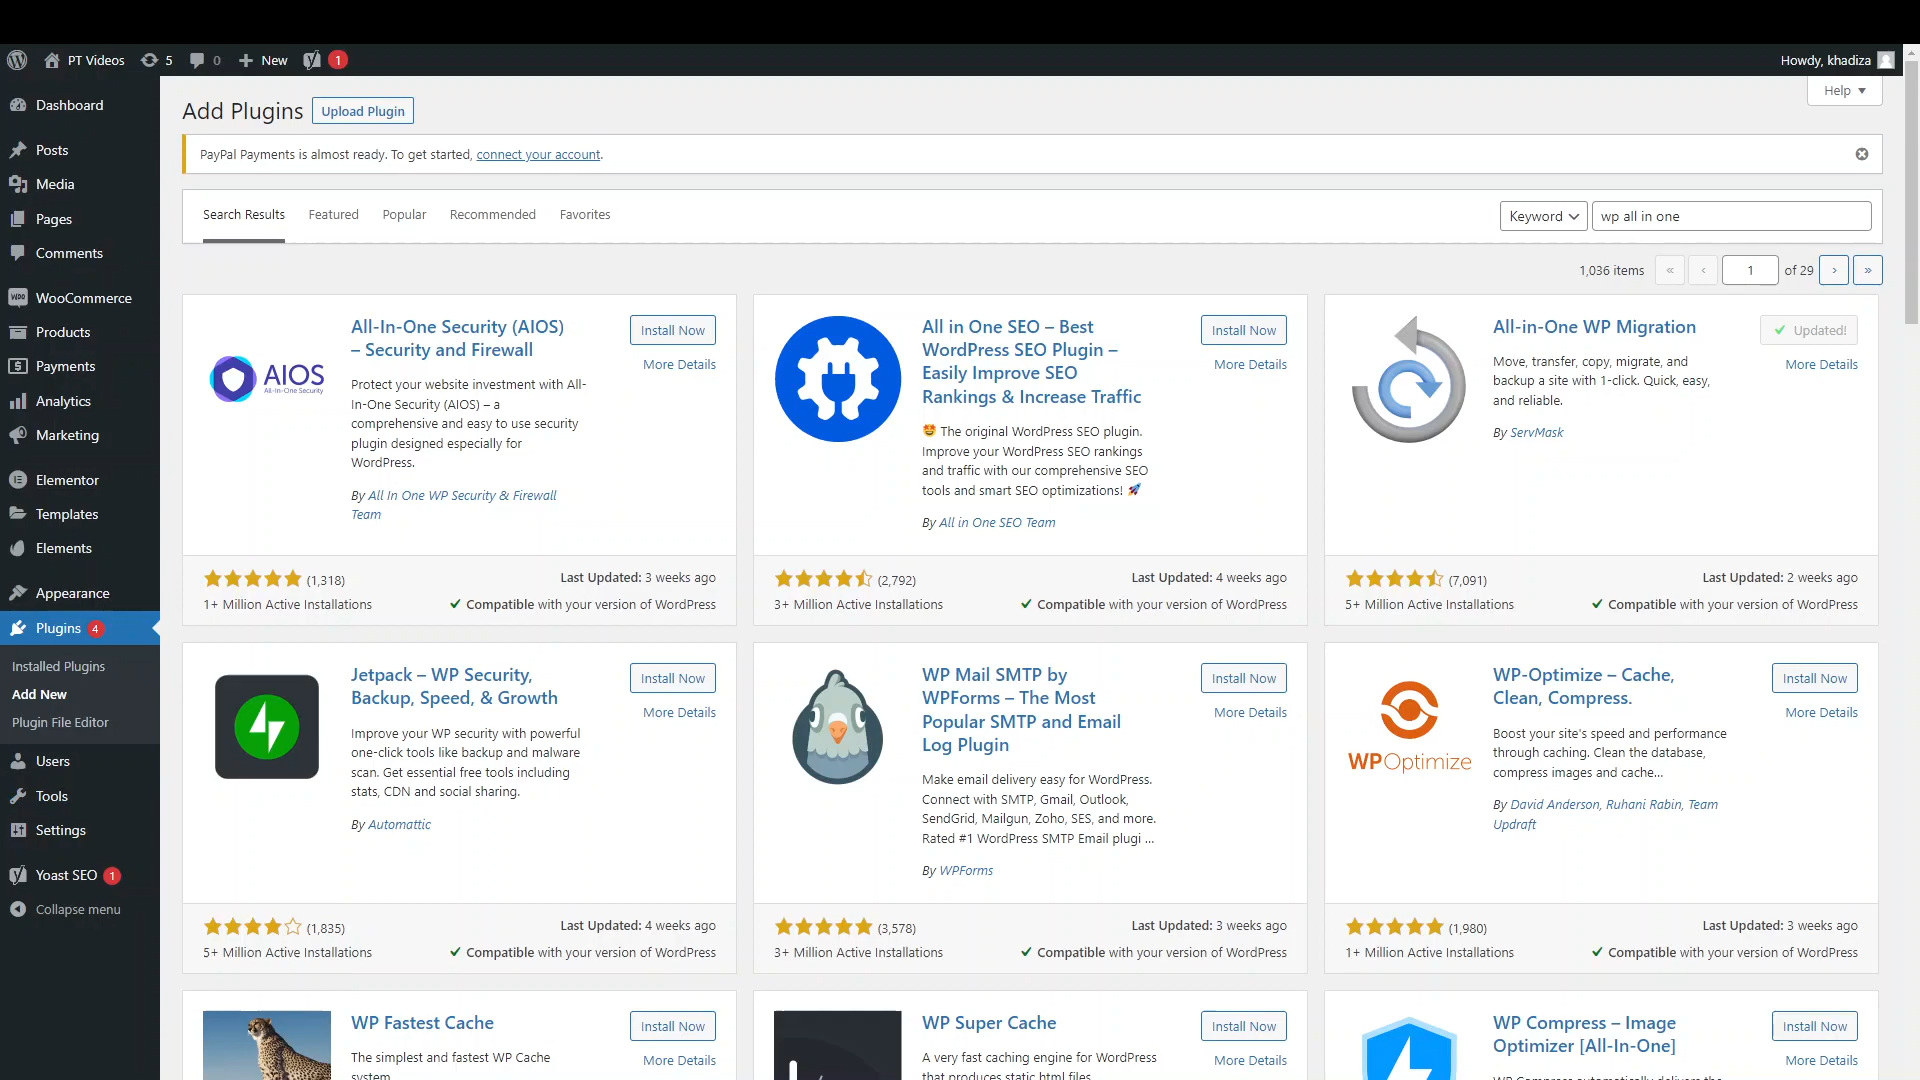 PT Videos 5 0 New 1 Howdy, khadiza
Help
Dashboard
Posts
Media
Pages
Comments
WOO WooCommerce
Products
Payments
Analytics
Marketing
Elementor
Templates
Elements
Appearance
Plugins 4
Installed Plugins
Add New
Plugin File Editor
Users
Tools
Settings
Yoast SEO 1
Collapse menu
Add Plugins Upload Plugin
PayPal Payments is almost ready. To get started, connect your account.
Search Results Featured Popular Recommended Favorites Keyword wp all in one
1,036 items « ‹ 1 of 29 › »
AIOS
All-In-One Security
All-In-One Security (AIOS)
– Security and Firewall
Install Now
More Details
Protect your website investment with All-
In-One Security (AIOS) – a
comprehensive and easy to use security
plugin designed especially for
WordPress.
By All In One WP Security & Firewall
Team
(1,318) Last Updated: 3 weeks ago
1+ Million Active Installations Compatible with your version of WordPress
All in One SEO – Best
WordPress SEO Plugin –
Easily Improve SEO
Rankings & Increase Traffic
Install Now
More Details
🤩 The original WordPress SEO plugin.
Improve your WordPress SEO rankings
and traffic with our comprehensive SEO
tools and smart SEO optimizations! 🚀
By All in One SEO Team
(2,792) Last Updated: 4 weeks ago
3+ Million Active Installations Compatible with your version of WordPress
All-in-One WP Migration
Updated!
More Details
Move, transfer, copy, migrate, and
backup a site with 1-click. Quick, easy,
and reliable.
By ServMask
(7,091) Last Updated: 2 weeks ago
5+ Million Active Installations Compatible with your version of WordPress
Jetpack – WP Security,
Backup, Speed, & Growth
Install Now
More Details
Improve your WP security with powerful
one-click tools like backup and malware
scan. Get essential free tools including
stats, CDN and social sharing.
By Automattic
(1,835) Last Updated: 4 weeks ago
5+ Million Active Installations Compatible with your version of WordPress
WP Mail SMTP by
WPForms – The Most
Popular SMTP and Email
Log Plugin
Install Now
More Details
Make email delivery easy for WordPress.
Connect with SMTP, Gmail, Outlook,
SendGrid, Mailgun, Zoho, SES, and more.
Rated #1 WordPress SMTP Email plugi ...
By WPForms
(3,578) Last Updated: 3 weeks ago
3+ Million Active Installations Compatible with your version of WordPress
WPOptimize
WP-Optimize – Cache,
Clean, Compress.
Install Now
More Details
Boost your site's speed and performance
through caching. Clean the database,
compress images and cache...
By David Anderson, Ruhani Rabin, Team
Updraft
(1,980) Last Updated: 3 weeks ago
1+ Million Active Installations Compatible with your version of WordPress
WP Fastest Cache
Install Now
More Details
The simplest and fastest WP Cache
system
WP Super Cache
Install Now
More Details
A very fast caching engine for WordPress
that produces static html files.
WP Compress – Image
Optimizer [All-In-One]
Install Now
More Details